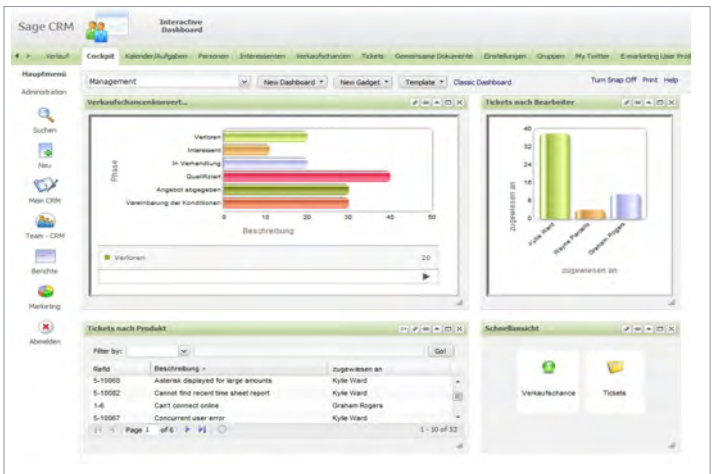 Sage CRM
Interactive
Dashboard
Verlauf Cockpit Kalender/Aufgaben Personen Interessenten Verkaufschancen Tickets Gemeinsame Dokumente Einstellungen Gruppen My Twitter E-marketing User Prof
Hauptmenü
Administration
Suchen
Neu
Mein CRM
Team - CRM
Berichte
Marketing
Abmelden
Management New Dashboard New Gadget Template Classic Dashboard Turn Snap Off Print Help
Verkaufschancenkonvert...
Phase
Verloren
Interessent
In Verhandlung
Qualifiziert
Angebot abgegeben
Vereinbarung der Konditionen
0 10 20 30 40 50
Beschreibung
Verloren 20
Tickets nach Bearbeiter
zugewiesen an
40
32
24
16
8
0
Kylie Ward
Wayne Parcells
Graham Rogers
zugewiesen an
Tickets nach Produkt
Filter by: Go!
RefId Beschreibung zugewiesen an
5-10068 Asterisk displayed for large amounts Kylie Ward
5-10082 Cannot find recent time sheet report Kylie Ward
1-6 Can't connect online Graham Rogers
5-10067 Concurrent user error Kylie Ward
Page 1 of 6 1 - 10 of 53
Schnellansicht
Verkaufschance Tickets